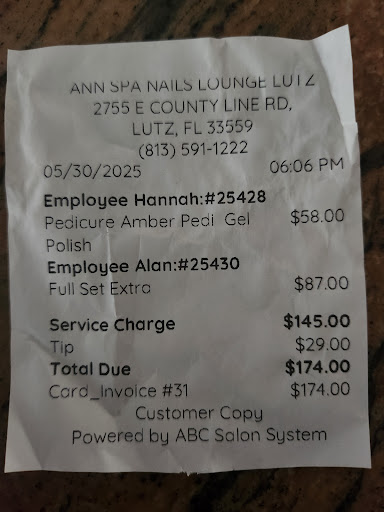 ANN SPA NAILS LOUNGE LUTZ
2755 E COUNTY LINE RD,
LUTZ, FL 33559
(813) 591-1222
05/30/2025 06:06 PM
Employee Hannah:#25428
Pedicure Amber Pedi Gel $58.00
Polish
Employee Alan:#25430
Full Set Extra $87.00
Service Charge $145.00
Tip $29.00
Total Due $174.00
Card_Invoice #31 $174.00
Customer Copy
Powered by ABC Salon System